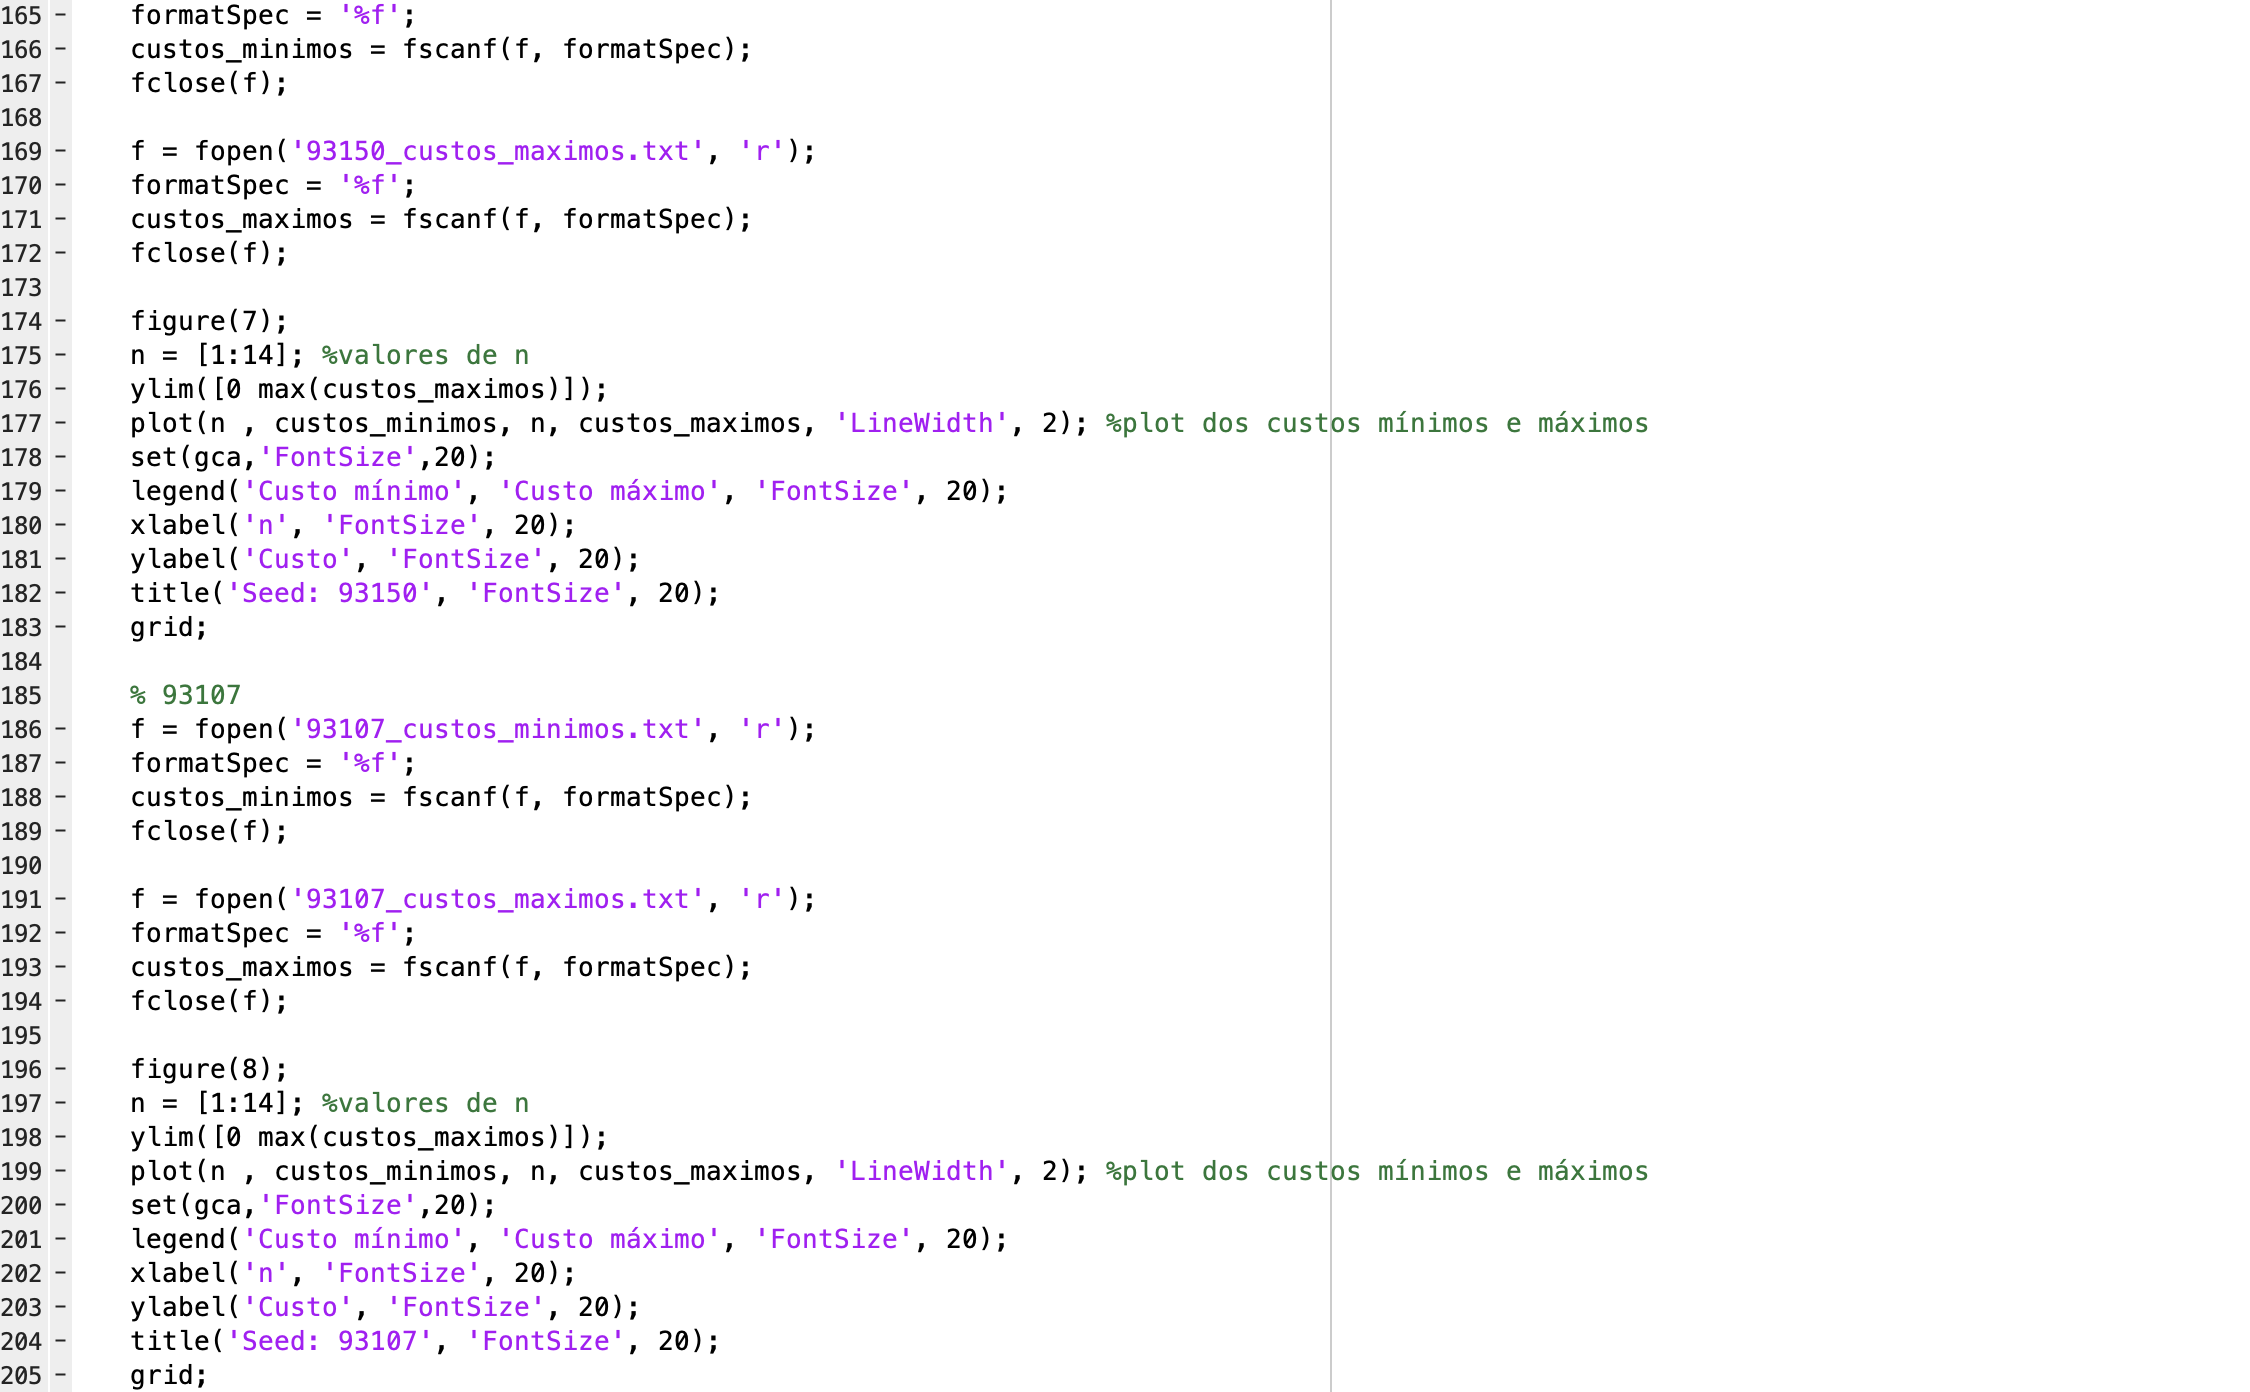 165 - formatSpec = '%f';
166 - custos_minimos = fscanf(f, formatSpec);
167 - fclose(f);
168
169 - f = fopen('93150_custos_maximos.txt', 'r');
170 - formatSpec = '%f';
171 - custos_maximos = fscanf(f, formatSpec);
172 - fclose(f);
173
174 - figure(7);
175 - n = [1:14]; %valores de n
176 - ylim([0 max(custos_maximos)]);
177 - plot(n , custos_minimos, n, custos_maximos, 'LineWidth', 2); %plot dos custos mínimos e máximos
178 - set(gca,'FontSize',20);
179 - legend('Custo mínimo', 'Custo máximo', 'FontSize', 20);
180 - xlabel('n', 'FontSize', 20);
181 - ylabel('Custo', 'FontSize', 20);
182 - title('Seed: 93150', 'FontSize', 20);
183 - grid;
184
185 % 93107
186 - f = fopen('93107_custos_minimos.txt', 'r');
187 - formatSpec = '%f';
188 - custos_minimos = fscanf(f, formatSpec);
189 - fclose(f);
190
191 - f = fopen('93107_custos_maximos.txt', 'r');
192 - formatSpec = '%f';
193 - custos_maximos = fscanf(f, formatSpec);
194 - fclose(f);
195
196 - figure(8);
197 - n = [1:14]; %valores de n
198 - ylim([0 max(custos_maximos)]);
199 - plot(n , custos_minimos, n, custos_maximos, 'LineWidth', 2); %plot dos custos mínimos e máximos
200 - set(gca,'FontSize',20);
201 - legend('Custo mínimo', 'Custo máximo', 'FontSize', 20);
202 - xlabel('n', 'FontSize', 20);
203 - ylabel('Custo', 'FontSize', 20);
204 - title('Seed: 93107', 'FontSize', 20);
205 - grid;